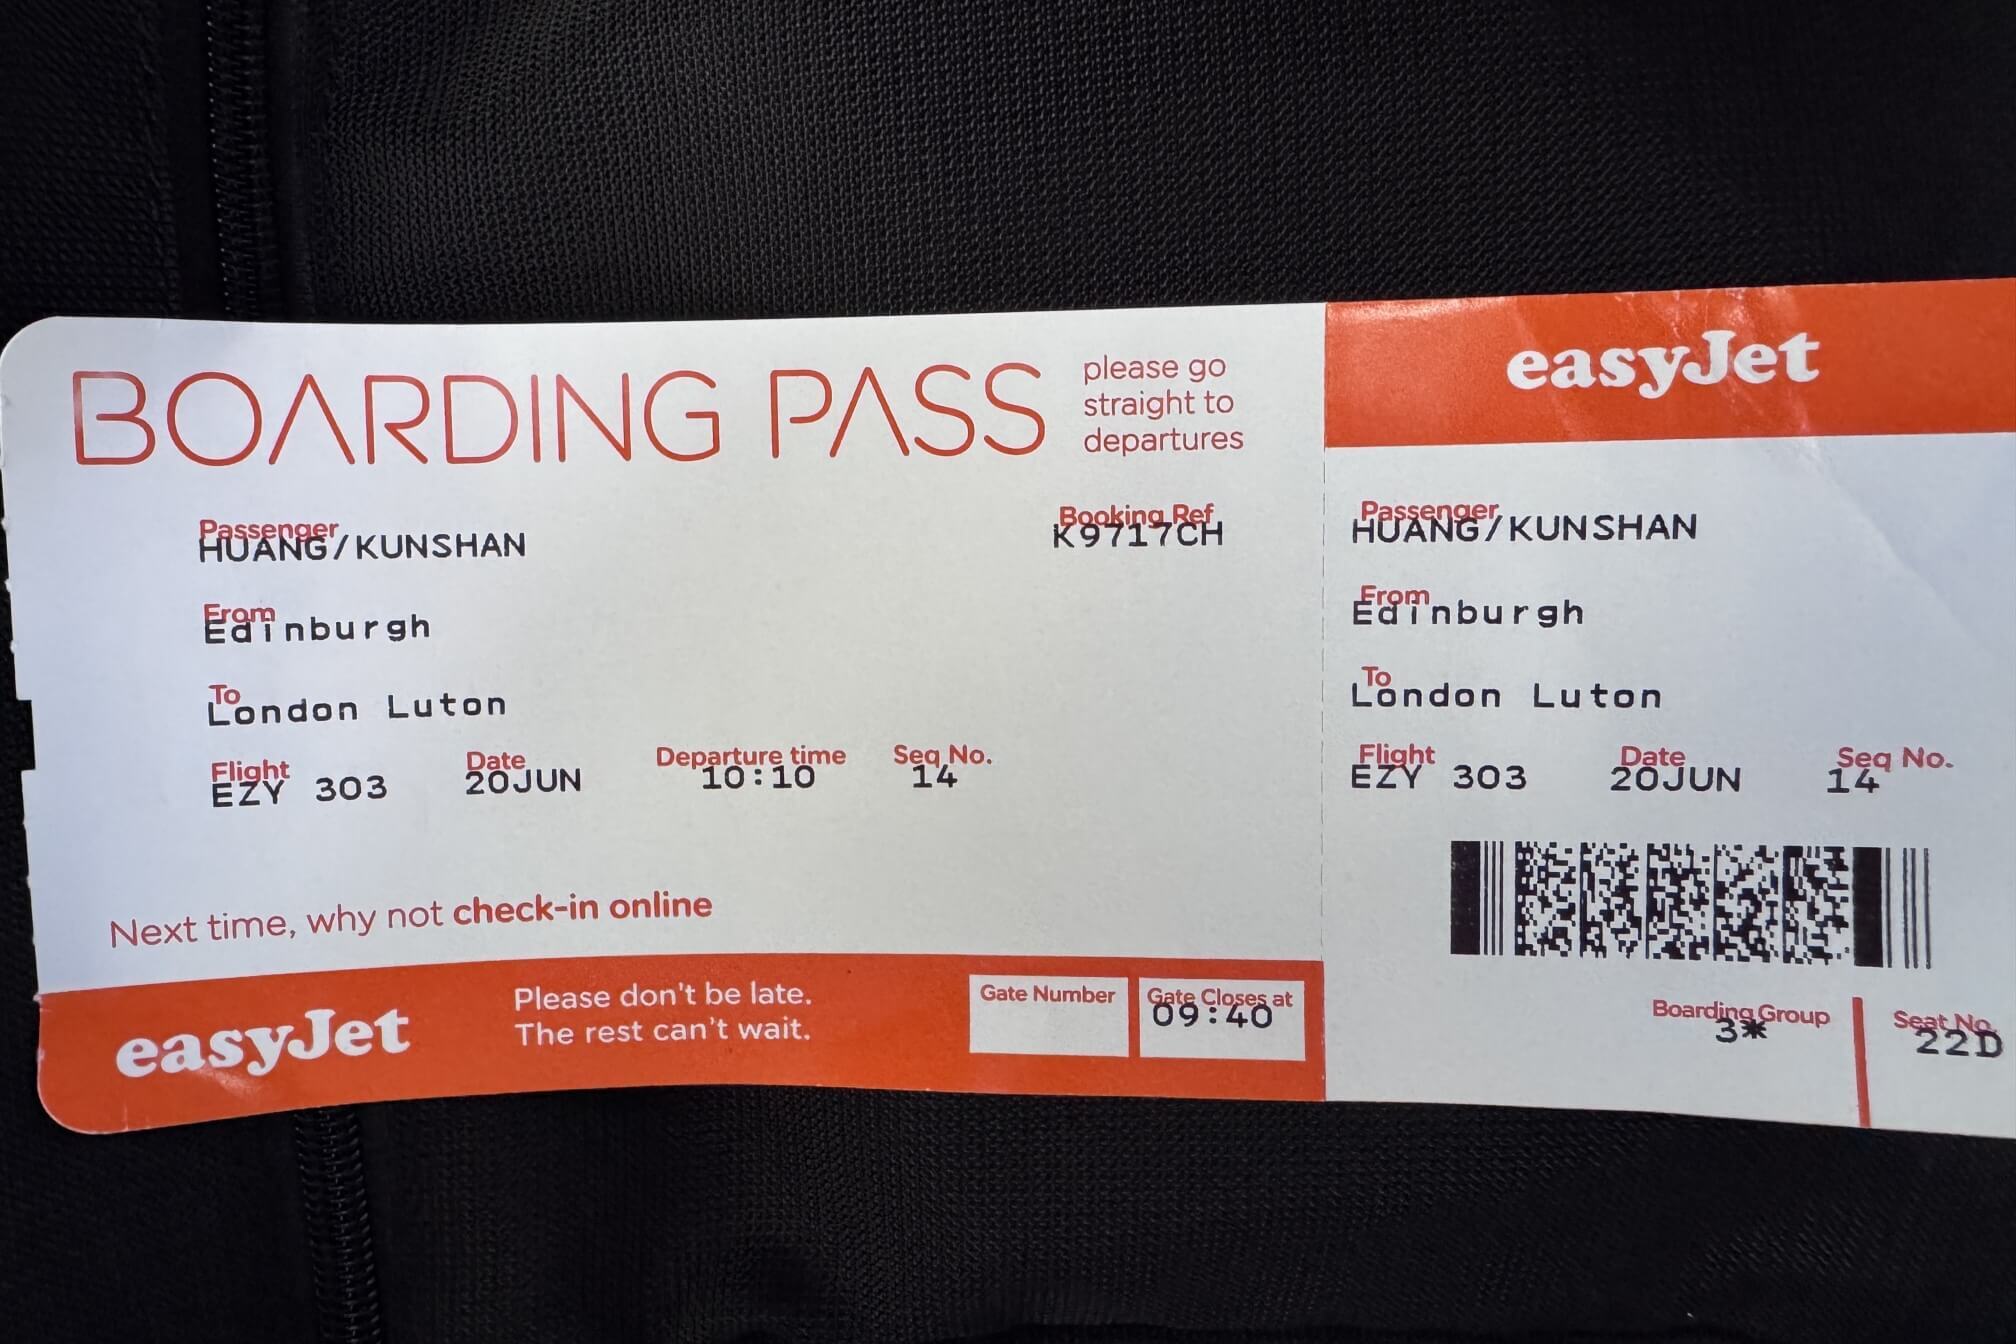 BOARDING PASS
please go
straight to
departures
Passenger
HUANG/KUNSHAN
Booking Ref
K9717CH
From
Edinburgh
To
London Luton
Flight Date Departure time Seq No.
EZY 303 20JUN 10:10 14
Next time, why not check-in online
easyJet
Please don't be late.
The rest can't wait.
Gate Number
Gate Closes at
09:40
easyJet
Passenger
HUANG/KUNSHAN
From
Edinburgh
To
London Luton
Flight Date Seq No.
EZY 303 20JUN 14
Boarding Group
3*
Seat No.
22D